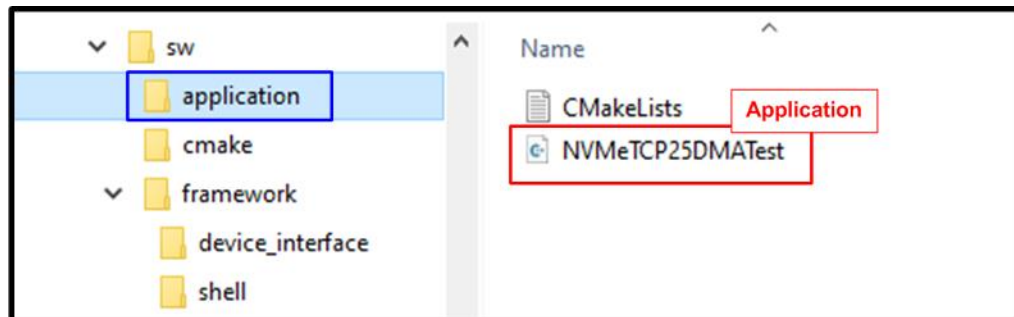 sw
application
cmake
framework
device_interface
shell
Name
CMakeLists
Application
NVMeTCP25DMATest